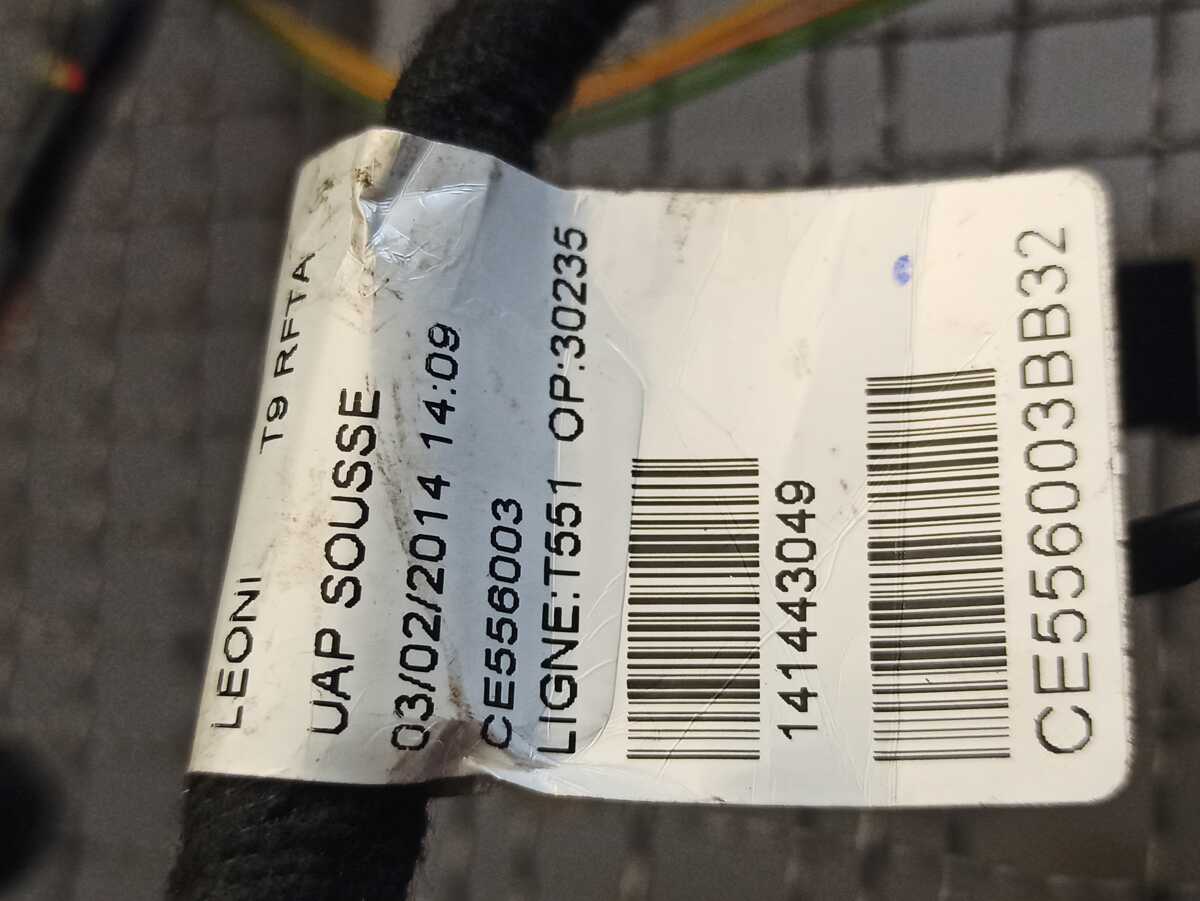 LEONI T9 RFTA
UAP SOUSSE
03/02/2014 14:09
CE556003
LIGNE:T551 OP:30235
141443049
CE556003BB32